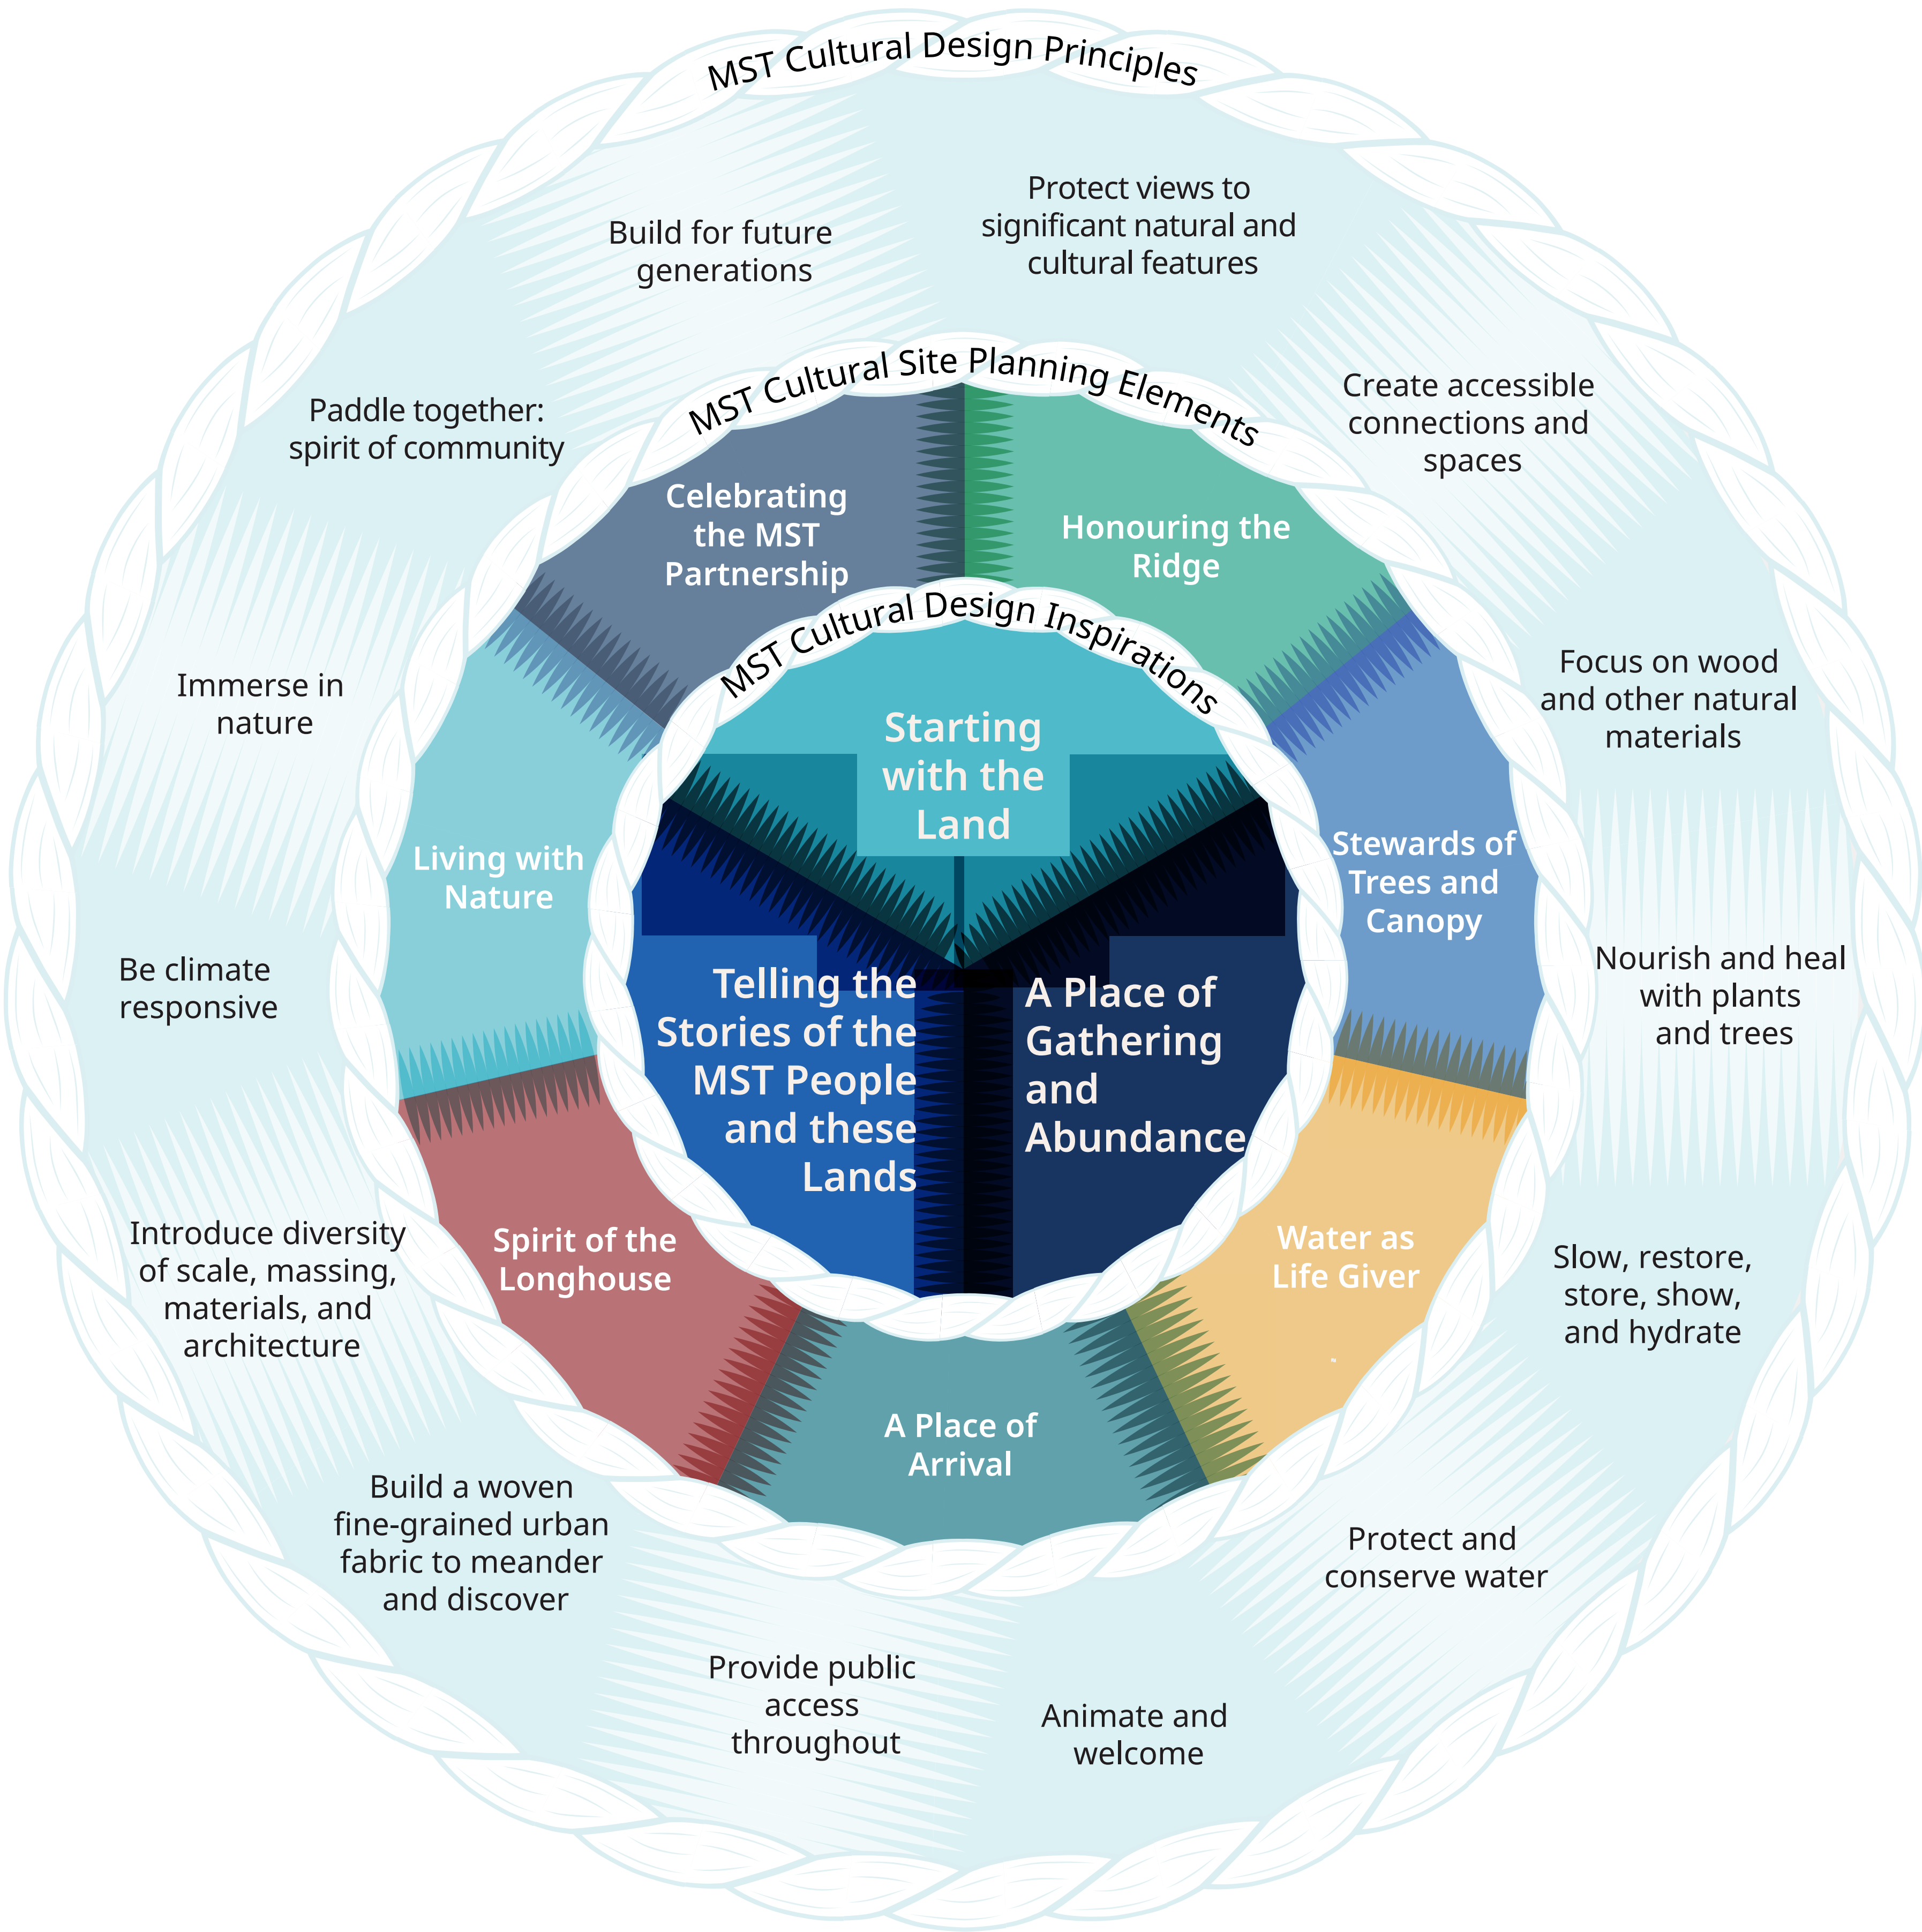 MST Cultural Design Principles
Protect views to
significant natural and
cultural features
Create accessible
connections and
spaces
Focus on wood
and other natural
materials
Nourish and heal
with plants
and trees
Slow, restore,
store, show,
and hydrate
Protect and
conserve water
Animate and
welcome
Provide public
access
throughout
Build a woven
fine-grained urban
fabric to meander
and discover
Introduce diversity
of scale, massing,
materials, and
architecture
Be climate
responsive
Immerse in
nature
Paddle together:
spirit of community
Build for future
generations
MST Cultural Site Planning Elements
Honouring the
Ridge
Stewards of
Trees and
Canopy
Water as
Life Giver
A Place of
Arrival
Spirit of the
Longhouse
Living with
Nature
Celebrating
the MST
Partnership
MST Cultural Design Inspirations
Starting
with the
Land
A Place of
Gathering
and
Abundance
Telling the
Stories of the
MST People
and these
Lands